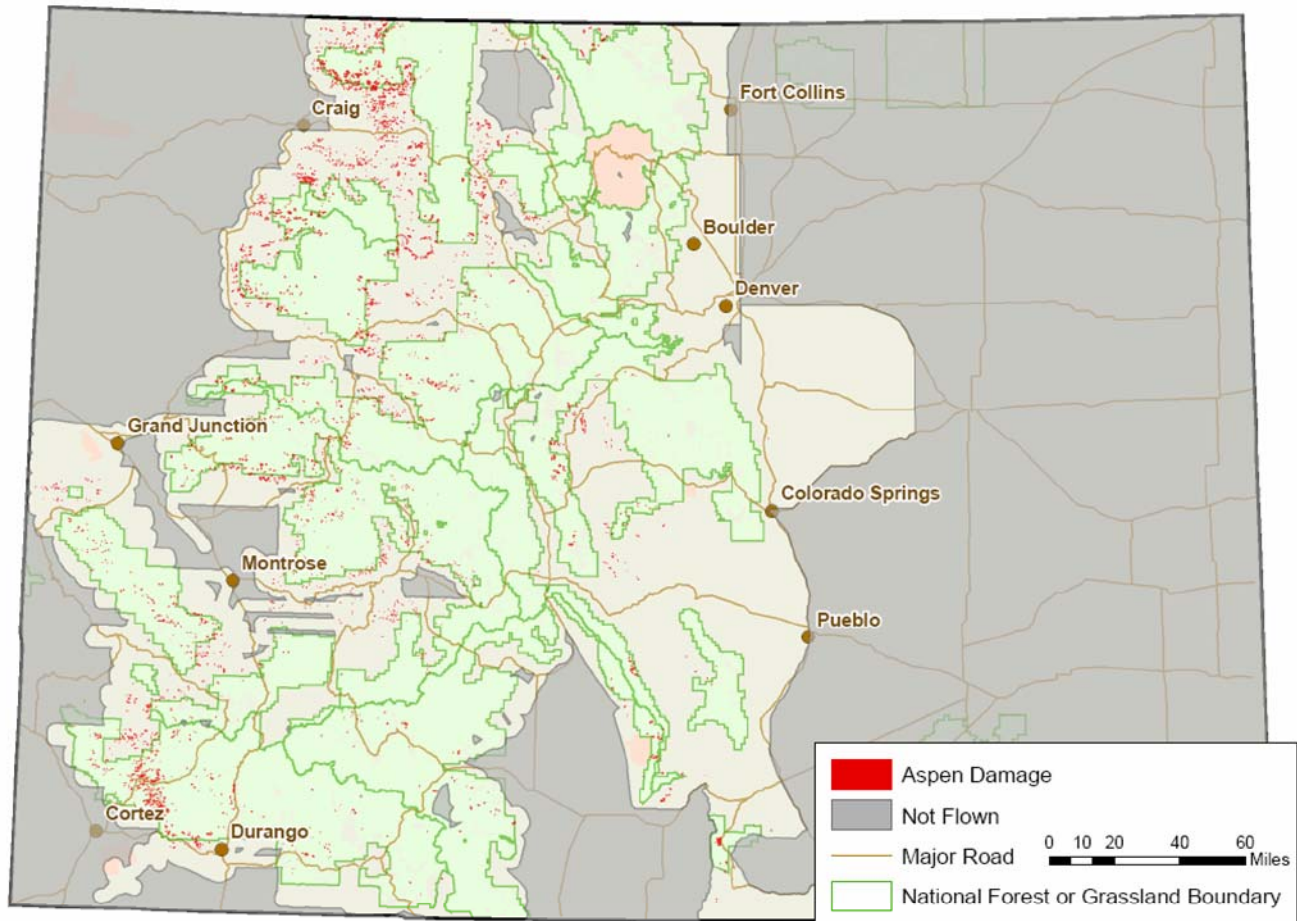 Fort Collins
Craig
Boulder
Denver
Grand Junction
Colorado Springs
Montrose
Pueblo
Cortez
Durango
Aspen Damage
Not Flown
Major Road
0 10 20 40 60
Miles
National Forest or Grassland Boundary